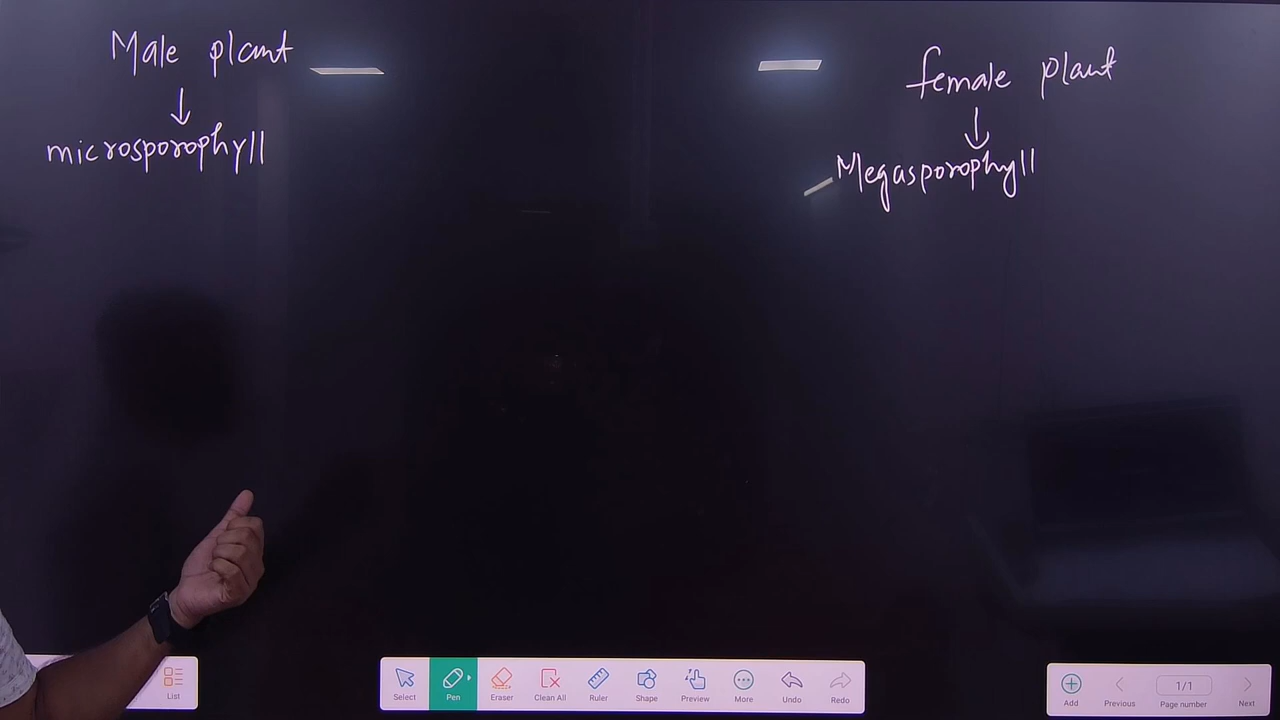 Male plant
microsporophyll
female plant
Megasporophyll
List
Select
Pen
Eraser
Clean All
Ruler
Shape
Preview
More
Undo
Redo
Add
Previous
1/1
Page number
Next